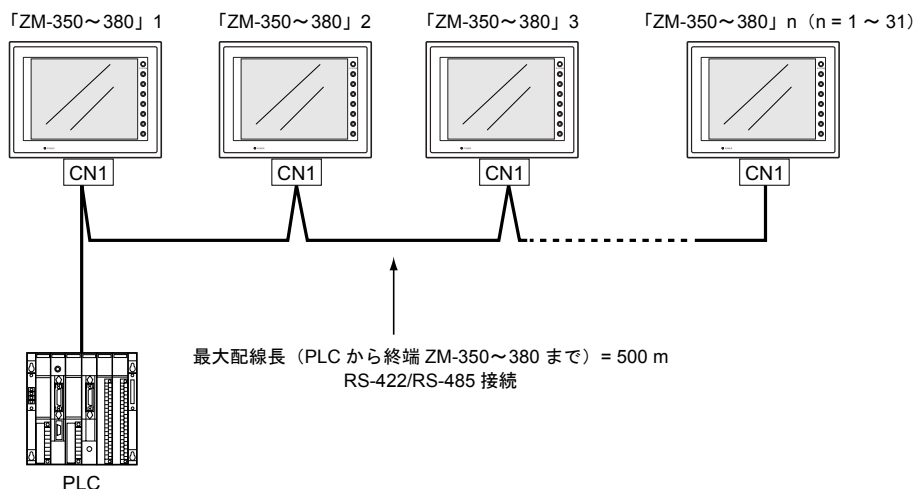 「ZM-350～380」1
「ZM-350～380」2
「ZM-350～380」3
「ZM-350～380」n（n = 1 ～ 31）
CN1
CN1
CN1
CN1
最大配線長（PLC から終端 ZM-350～380 まで）= 500 m
RS-422/RS-485 接続
PLC